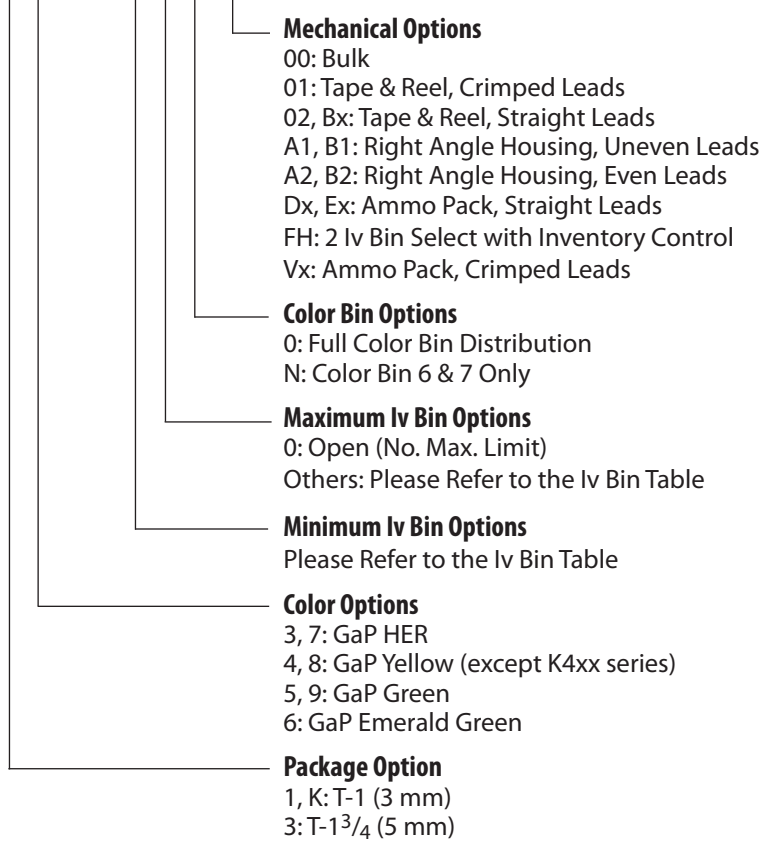 Mechanical Options
00: Bulk
01: Tape & Reel, Crimped Leads
02, Bx: Tape & Reel, Straight Leads
A1, B1: Right Angle Housing, Uneven Leads
A2, B2: Right Angle Housing, Even Leads
Dx, Ex: Ammo Pack, Straight Leads
FH: 2 Iv Bin Select with Inventory Control
Vx: Ammo Pack, Crimped Leads
Color Bin Options
0: Full Color Bin Distribution
N: Color Bin 6 & 7 Only
Maximum Iv Bin Options
0: Open (No. Max. Limit)
Others: Please Refer to the Iv Bin Table
Minimum Iv Bin Options
Please Refer to the Iv Bin Table
Color Options
3, 7: GaP HER
4, 8: GaP Yellow (except K4xx series)
5, 9: GaP Green
6: GaP Emerald Green
Package Option
1, K: T-1 (3 mm)
3: T-1 3/4 (5 mm)